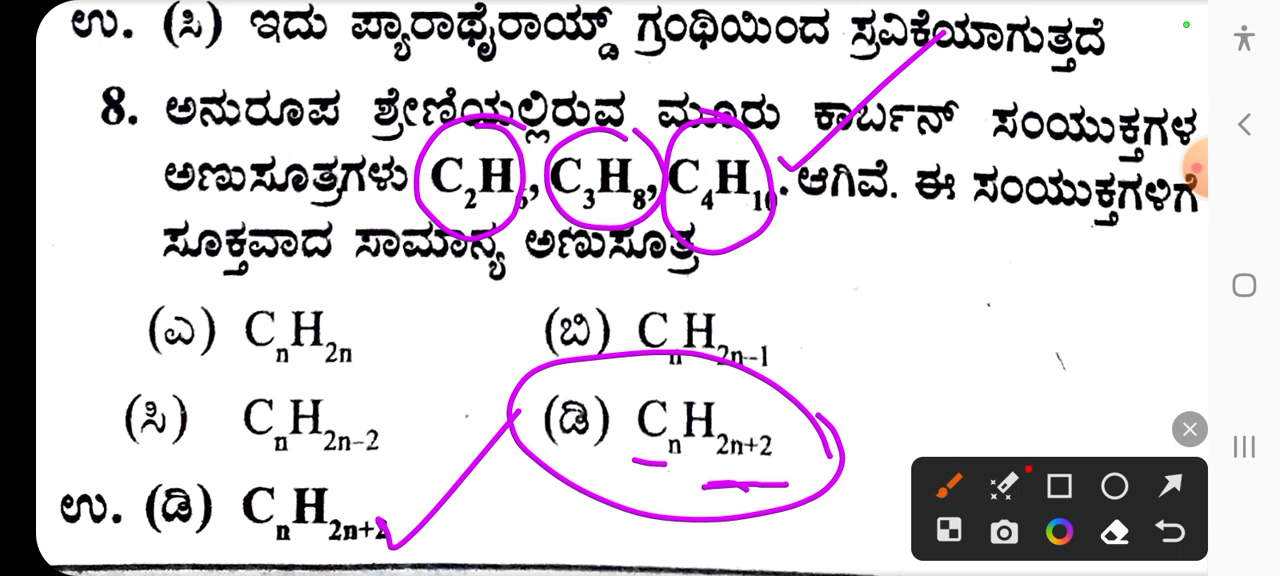 ಉ. (ಸಿ) ಇದು ಪ್ಯಾರಾಥೈರಾಯ್ಡ್ ಗ್ರಂಥಿಯಿಂದ ಸ್ರವಿಕೆಯಾಗುತ್ತದೆ
8. ಅನುರೂಪ ಶ್ರೇಣಿಯಲ್ಲಿರುವ ಮೂರು ಕಾರ್ಬನ್ ಸಂಯುಕ್ತಗಳ
ಅಣುಸೂತ್ರಗಳು C₂H, C₃H₈, C₄H₁₀. ಆಗಿವೆ. ಈ ಸಂಯುಕ್ತಗಳಿಗೆ
ಸೂಕ್ತವಾದ ಸಾಮಾನ್ಯ ಅಣುಸೂತ್ರ
(ಎ) CₙH₂ₙ (ಬಿ) CₙH₂ₙ₋₁
(ಸಿ) CₙH₂ₙ₋₂ (ಡಿ) CₙH₂ₙ₊₂
ಉ. (ಡಿ) CₙH₂ₙ₊₂